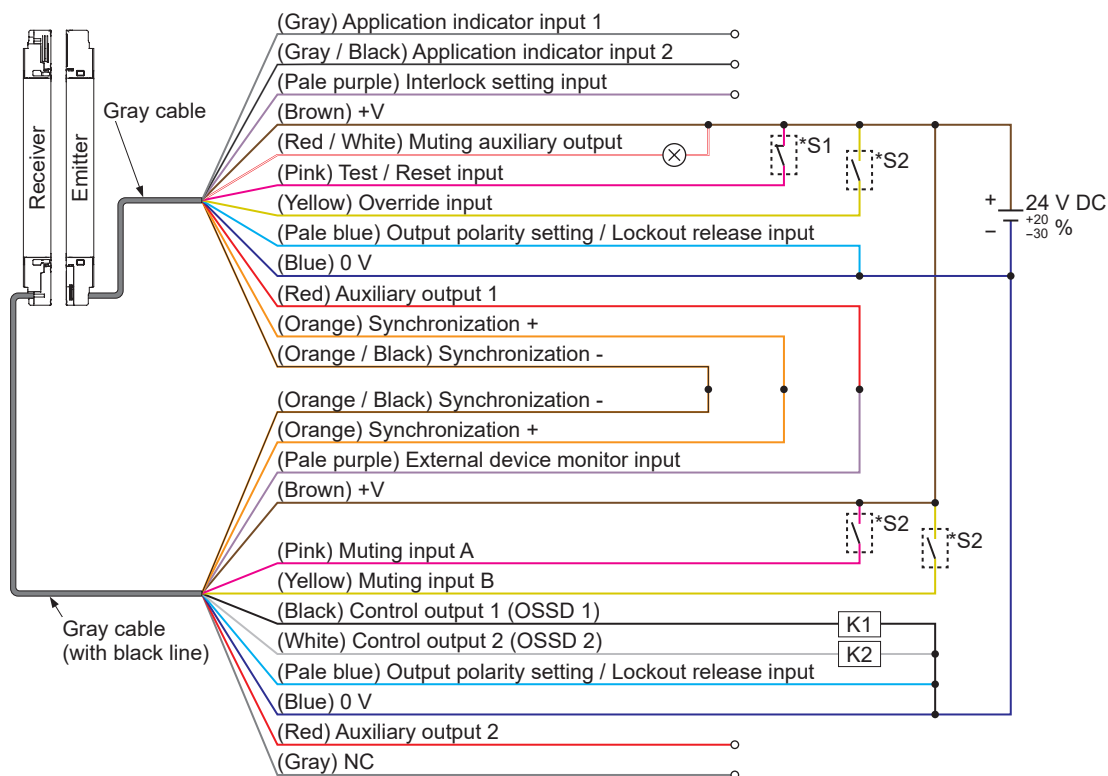 (Gray) Application indicator input 1
(Gray / Black) Application indicator input 2
(Pale purple) Interlock setting input
Gray cable
(Brown) +V
(Red / White) Muting auxiliary output
*S1
*S2
Receiver
Emitter
(Pink) Test / Reset input
(Yellow) Override input
+ 24 V DC
− +20 −30 %
(Pale blue) Output polarity setting / Lockout release input
(Blue) 0 V
(Red) Auxiliary output 1
(Orange) Synchronization +
(Orange / Black) Synchronization -
(Orange / Black) Synchronization -
(Orange) Synchronization +
(Pale purple) External device monitor input
(Brown) +V
*S2
*S2
(Pink) Muting input A
(Yellow) Muting input B
(Black) Control output 1 (OSSD 1)
K1
Gray cable
(with black line)
(White) Control output 2 (OSSD 2)
K2
(Pale blue) Output polarity setting / Lockout release input
(Blue) 0 V
(Red) Auxiliary output 2
(Gray) NC